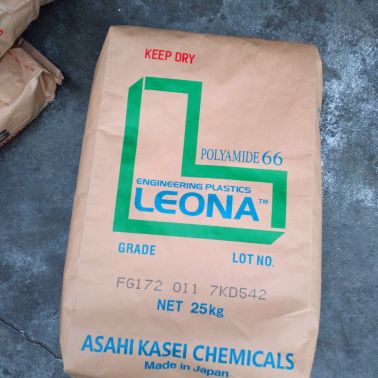 KEEP DRY
POLYAMIDE 66
ENGINEERING PLASTICS
LEONA™
GRADE LOT NO.
FG172 011 7KD542
NET 25kg
ASAHI KASEI CHEMICALS
Made in Japan